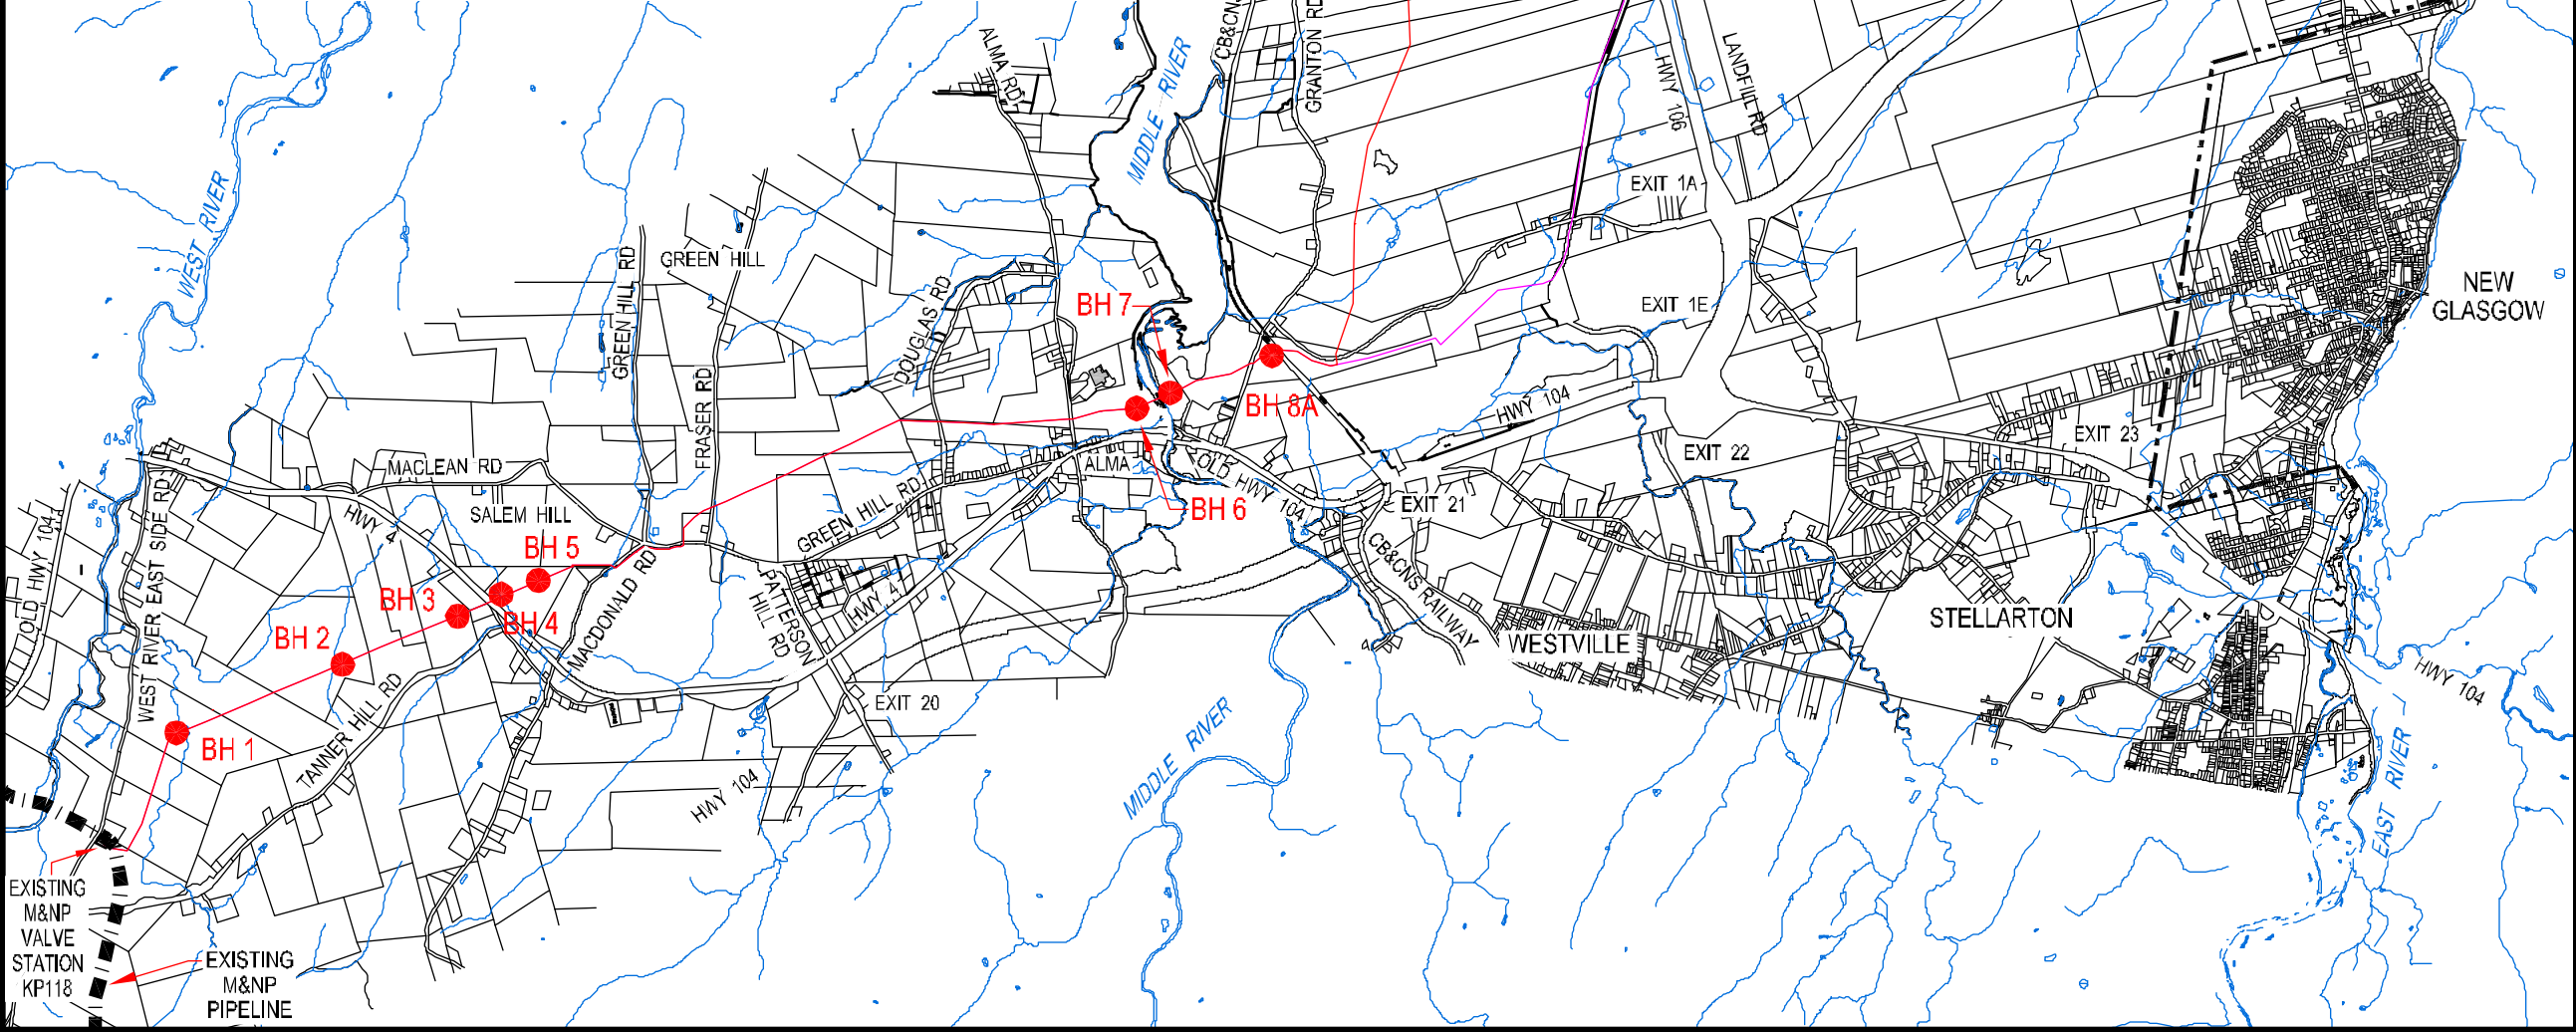 ALMA RD
MIDDLE RIVER
CB&CNS
GRANTON RD
HWY 106
LANDFILL RD
WEST RIVER
EXIT 1A
GREEN HILL RD
GREEN HILL
DOUGLAS RD
BH 7
EXIT 1E
NEW
GLASGOW
FRASER RD
BH 8A
HWY 104
EXIT 23
EXIT 22
MACLEAN RD
ALMA
OLD HWY 104
WEST RIVER EAST SIDE RD
SALEM HILL
HWY 4
GREEN HILL RD
BH 6
EXIT 21
OLD HWY 104
BH 5
BH 3
BH 4
MACDONALD RD
PATTERSON
HILL RD
HWY 4
CB&CNS RAILWAY
WESTVILLE
STELLARTON
BH 2
BH 1
TANNER HILL RD
EXIT 20
HWY 104
MIDDLE RIVER
HWY 104
EAST RIVER
EXISTING
M&NP
VALVE
STATION
KP118
EXISTING
M&NP
PIPELINE